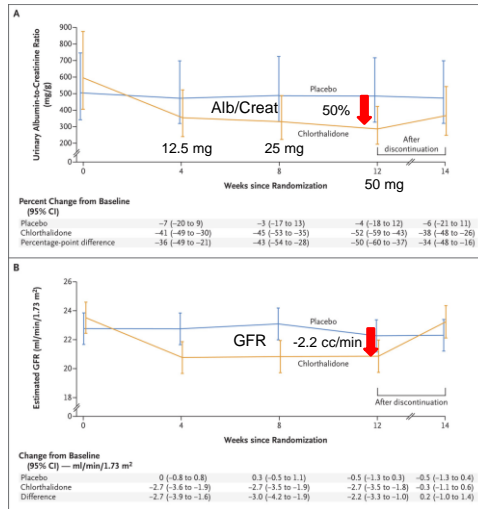 A
Urinary Albumin-to-Creatinine Ratio
(mg/g)
900
800
700
600
500
400
300
200
0
Placebo
Alb/Creat
50%
Chlorthalidone
After
discontinuation
12.5 mg
25 mg
0
4
8
12
14
Weeks since Randomization
50 mg
Percent Change from Baseline
(95% CI)
Placebo −7 (−20 to 9) −3 (−17 to 13) −4 (−18 to 12) −6 (−21 to 11)
Chlorthalidone −41 (−49 to −30) −45 (−53 to −35) −52 (−59 to −43) −38 (−48 to −26)
Percentage-point difference −36 (−49 to −21) −43 (−54 to −28) −50 (−60 to −37) −34 (−48 to −16)
B
Estimated GFR (ml/min/1.73 m²)
26
24
22
20
18
0
Placebo
GFR
-2.2 cc/min
Chlorthalidone
After discontinuation
0
4
8
12
14
Weeks since Randomization
Change from Baseline
(95% CI) — ml/min/1.73 m²
Placebo 0 (−0.8 to 0.8) 0.3 (−0.5 to 1.1) −0.5 (−1.3 to 0.3) −0.5 (−1.3 to 0.4)
Chlorthalidone −2.7 (−3.6 to −1.9) −2.7 (−3.5 to −1.9) −2.7 (−3.5 to −1.8) −0.3 (−1.1 to 0.6)
Difference −2.7 (−3.9 to −1.6) −3.0 (−4.2 to −1.9) −2.2 (−3.3 to −1.0) 0.2 (−1.0 to 1.4)